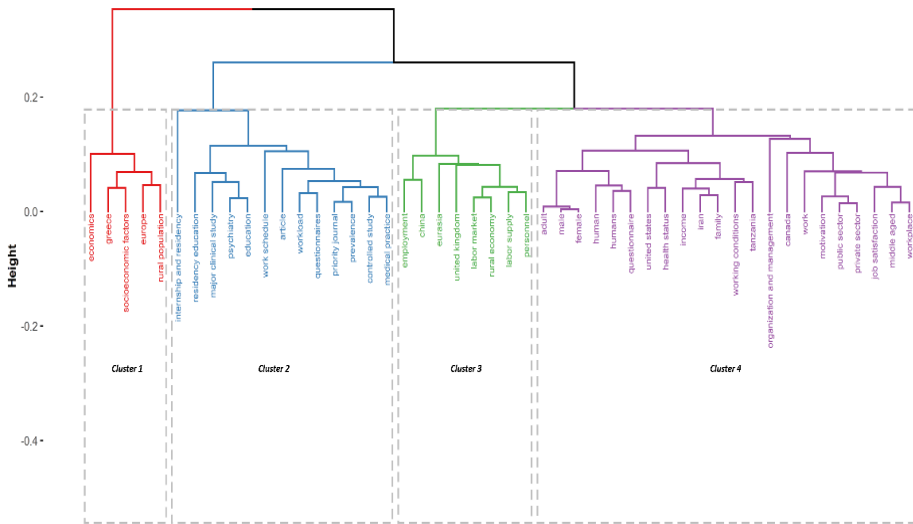 0.2-
0.0-
-0.2-
-0.4-
Height
economics
greece
socioeconomic factors
europe
rural population
internship and residency
residency education
major clinical study
psychiatry
education
work schedule
article
workload
questionnaires
priority journal
prevalence
controlled study
medical practice
employment
china
eurasia
united kingdom
labor market
rural economy
labor supply
personnel
adult
male
female
human
humans
questionnaire
united states
health status
income
iran
family
working conditions
tanzania
organization and management
canada
work
motivation
public sector
private sector
job satisfaction
middle aged
workplace
Cluster 1
Cluster 2
Cluster 3
Cluster 4